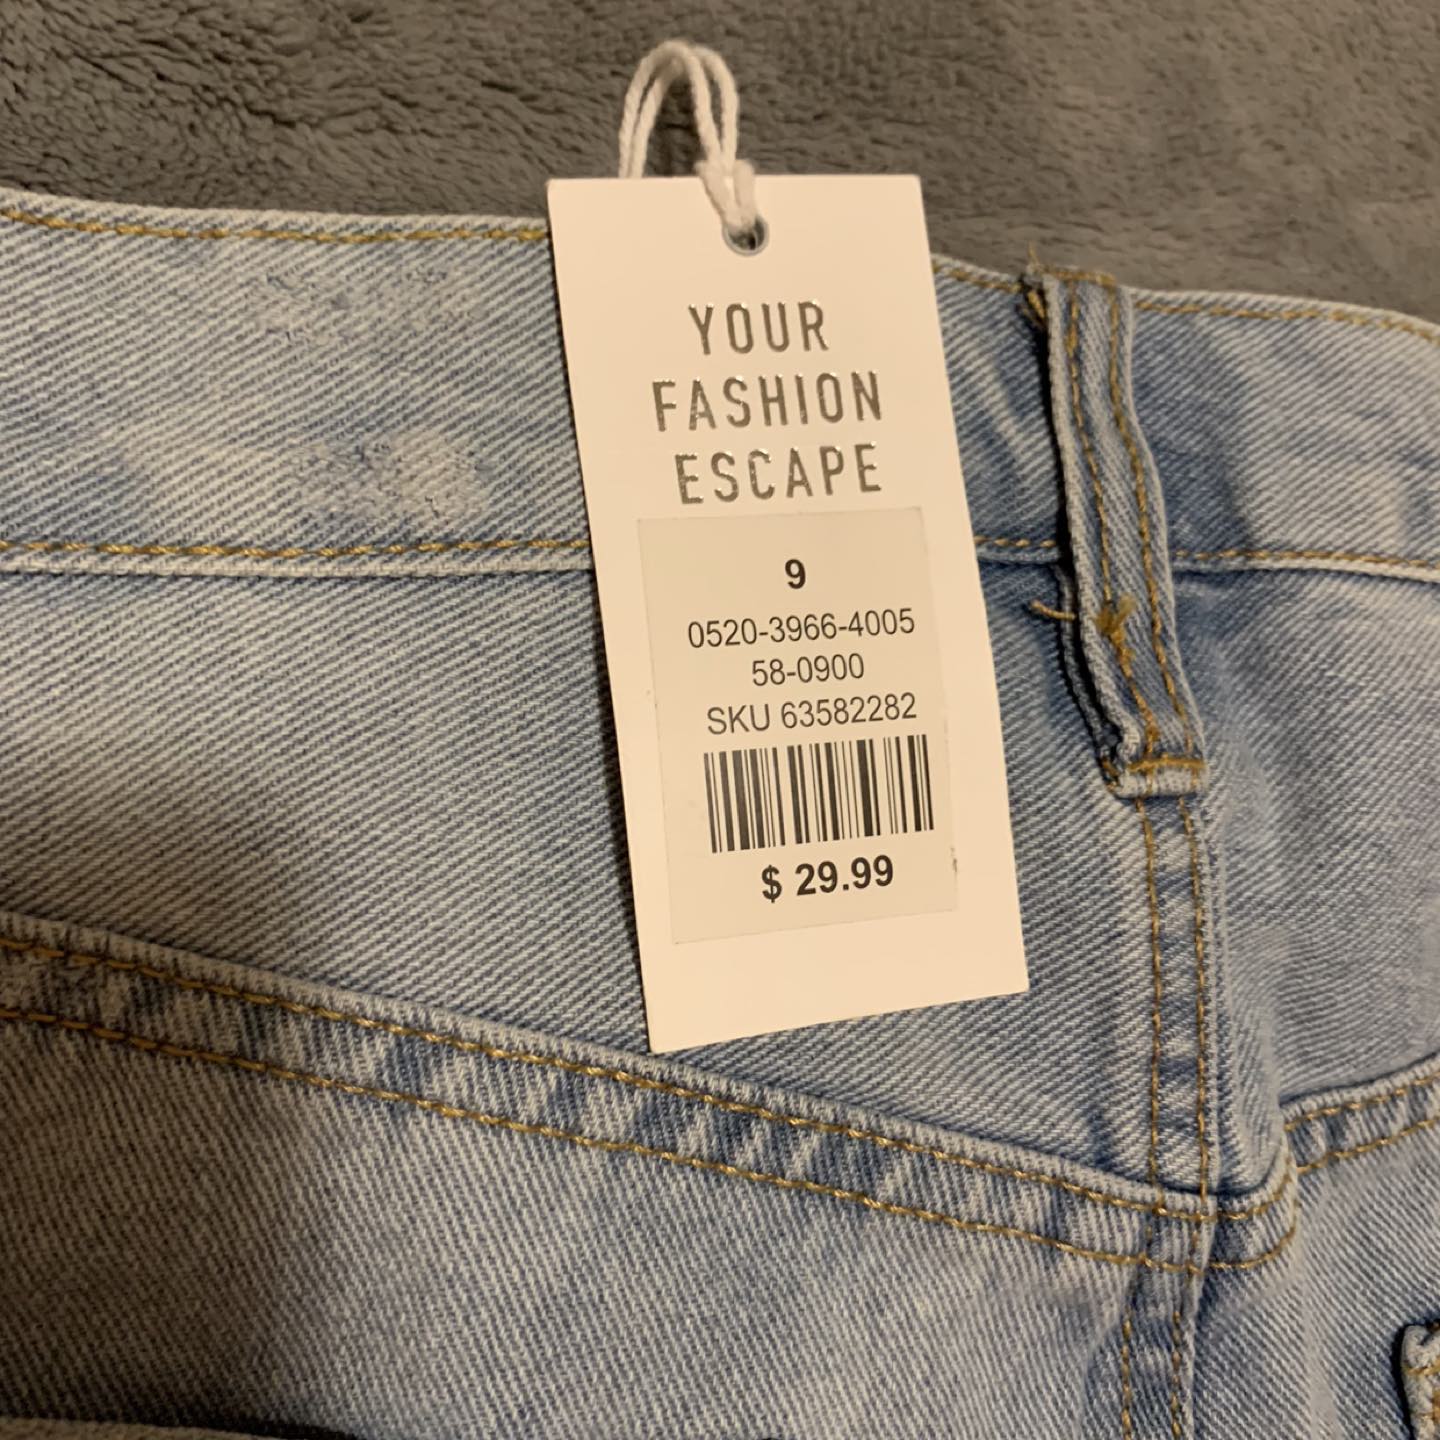 YOUR
FASHION
ESCAPE
9
0520-3966-4005
58-0900
SKU 63582282
$ 29.99